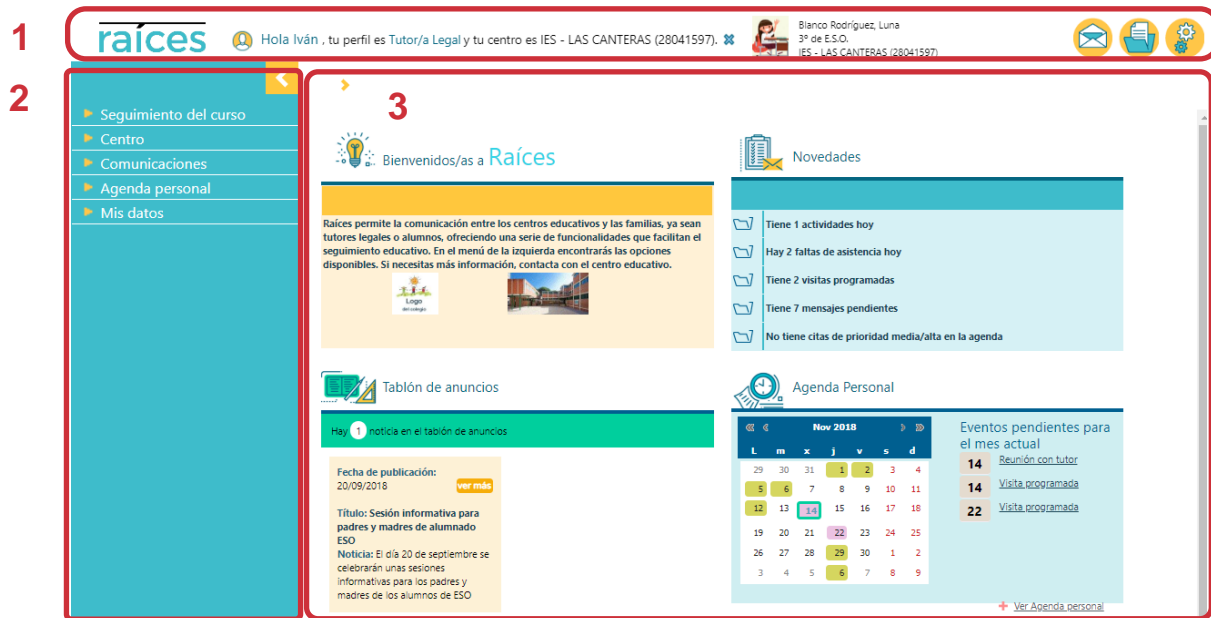 1
raíces
Hola Iván , tu perfil es Tutor/a Legal y tu centro es IES - LAS CANTERAS (28041597).
Blanco Rodríguez, Luna
3º de E.S.O.
IES - LAS CANTERAS (28041597)
2
Seguimiento del curso
Centro
Comunicaciones
Agenda personal
Mis datos
3
Bienvenidos/as a Raíces
Raíces permite la comunicación entre los centros educativos y las familias, ya sean
tutores legales o alumnos, ofreciendo una serie de funcionalidades que facilitan el
seguimiento educativo. En el menú de la izquierda encontrarás las opciones
disponibles. Si necesitas más información, contacta con el centro educativo.
Logo
del colegio
Novedades
Tiene 1 actividades hoy
Hay 2 faltas de asistencia hoy
Tiene 2 visitas programadas
Tiene 7 mensajes pendientes
No tiene citas de prioridad media/alta en la agenda
Tablón de anuncios
Hay 1 noticia en el tablón de anuncios
Fecha de publicación:
20/09/2018 ver más
Título: Sesión informativa para
padres y madres de alumnado
ESO
Noticia: El día 20 de septiembre se
celebrarán unas sesiones
informativas para los padres y
madres de los alumnos de ESO
Agenda Personal
Nov 2018
L m x j v s d
29 30 31 1 2 3 4
5 6 7 8 9 10 11
12 13 14 15 16 17 18
19 20 21 22 23 24 25
26 27 28 29 30 1 2
3 4 5 6 7 8 9
Eventos pendientes para
el mes actual
14 Reunión con tutor
14 Visita programada
22 Visita programada
Ver Agenda personal